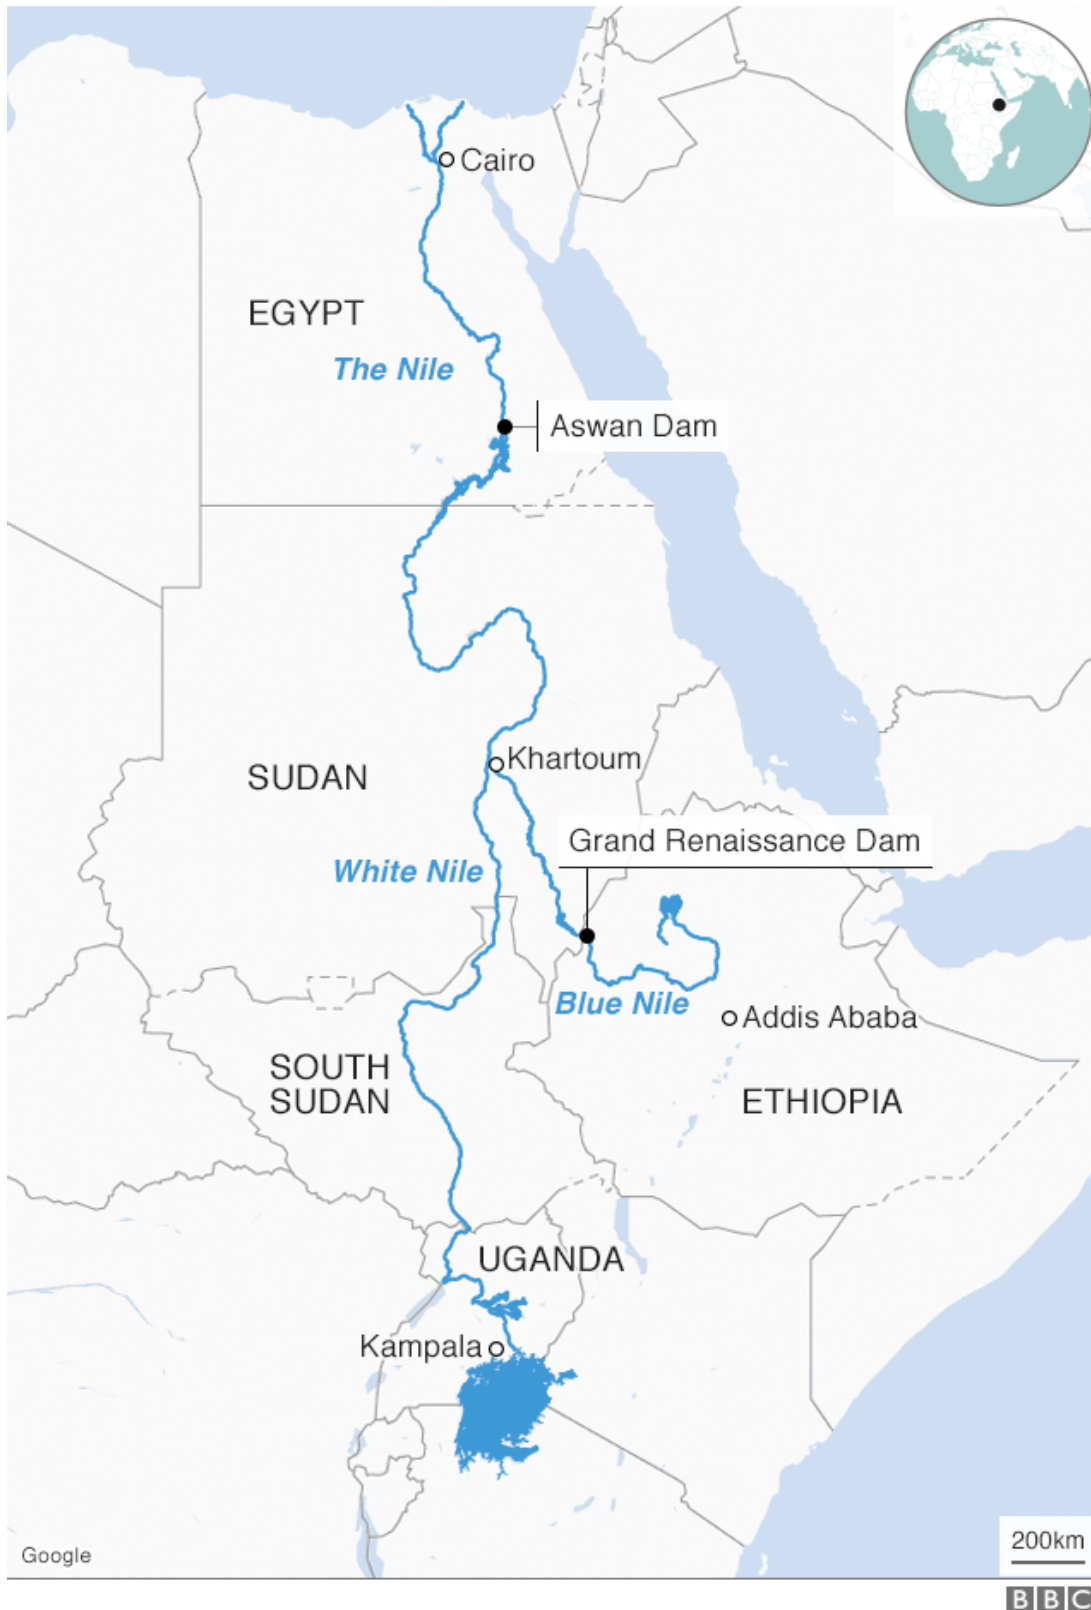 Cairo
EGYPT
The Nile
Aswan Dam
Khartoum
SUDAN
Grand Renaissance Dam
White Nile
Blue Nile
Addis Ababa
SOUTH
SUDAN
ETHIOPIA
UGANDA
Kampala
200km
Google
BBC